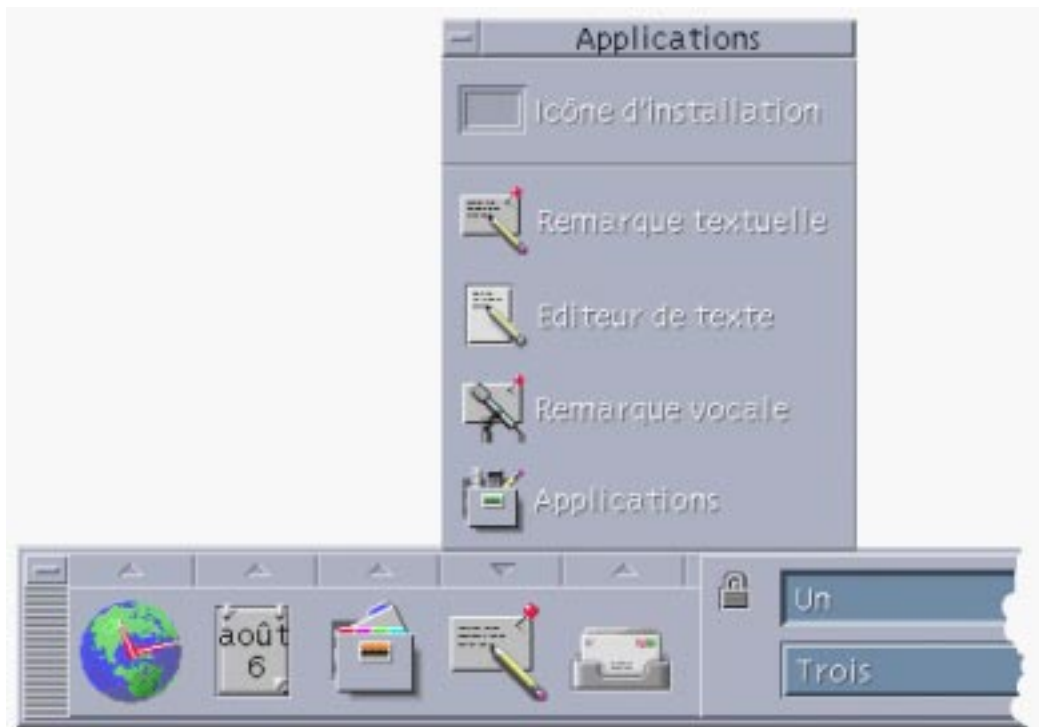 Applications
Icône d'installation
Remarque textuelle
Editeur de texte
Remarque vocale
Applications
août
6
Un
Trois